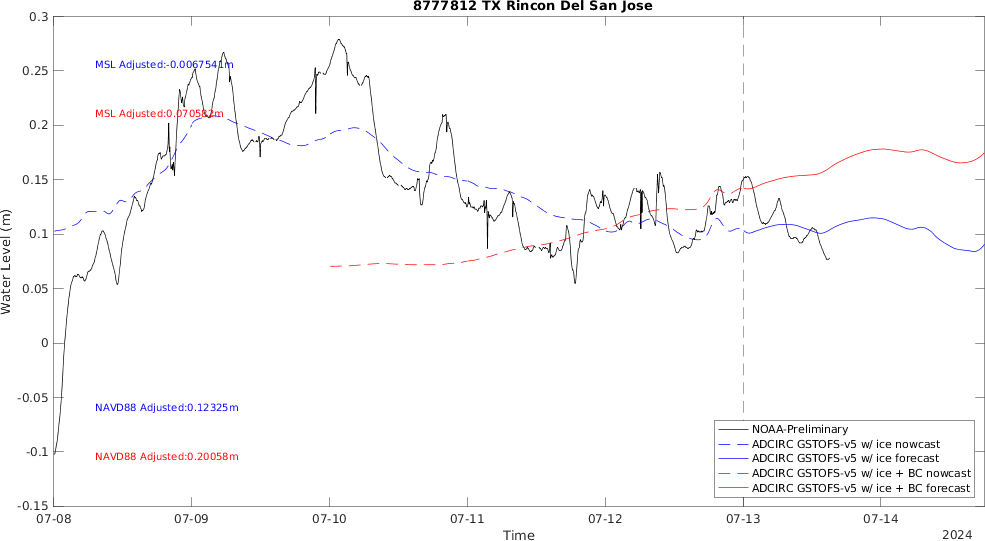 8777812 TX Rincon Del San Jose
0.3
0.25
0.2
0.15
0.1
0.05
0
-0.05
-0.1
-0.15
Water Level (m)
MSL Adjusted:-0.0067541m
MSL Adjusted:0.070582m
NAVD88 Adjusted:0.12325m
NAVD88 Adjusted:0.20058m
NOAA-Preliminary
ADCIRC GSTOFS-v5 w/ ice nowcast
ADCIRC GSTOFS-v5 w/ ice forecast
ADCIRC GSTOFS-v5 w/ ice + BC nowcast
ADCIRC GSTOFS-v5 w/ ice + BC forecast
07-08 07-09 07-10 07-11 07-12 07-13 07-14
Time
2024